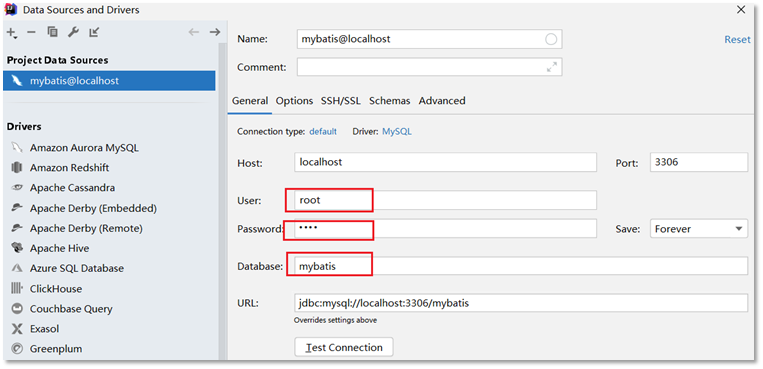 Data Sources and Drivers
Name: mybatis@localhost Reset
Comment:
Project Data Sources
mybatis@localhost
General Options SSH/SSL Schemas Advanced
Connection type: default Driver: MySQL
Drivers
Amazon Aurora MySQL
Amazon Redshift
Apache Cassandra
Apache Derby (Embedded)
Apache Derby (Remote)
Apache Hive
Azure SQL Database
ClickHouse
Couchbase Query
Exasol
Greenplum
Host: localhost Port: 3306
User: root
Password: •••• Save: Forever
Database: mybatis
URL: jdbc:mysql://localhost:3306/mybatis
Overrides settings above
Test Connection